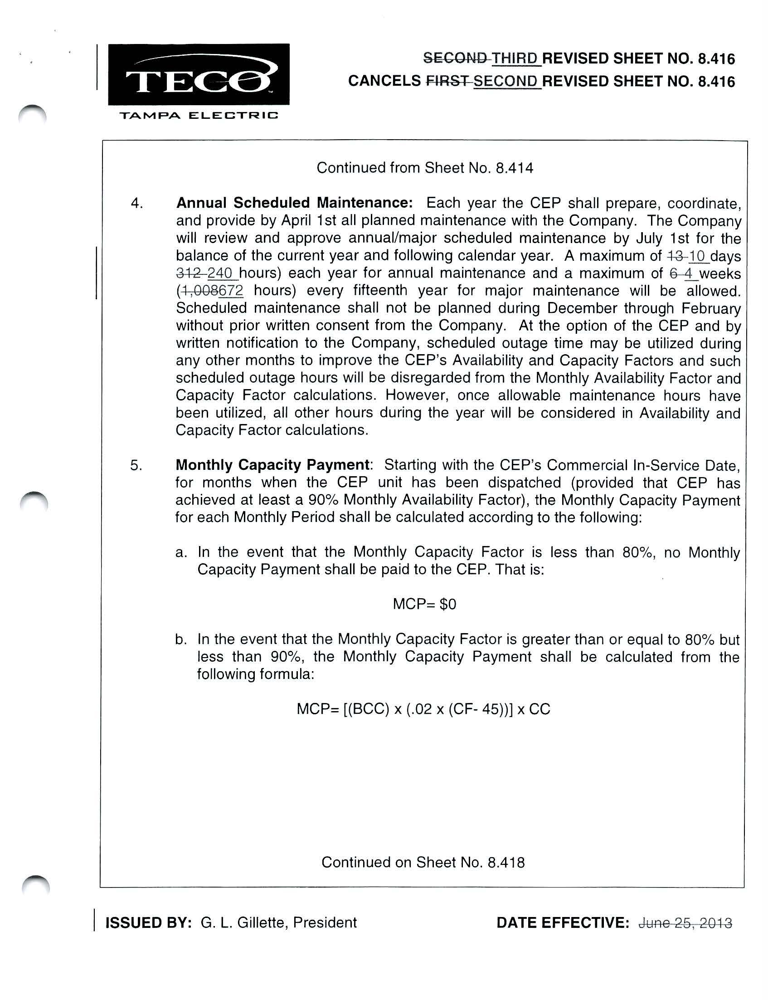 TECO
TAMPA ELECTRIC
SECOND THIRD REVISED SHEET NO. 8.416
CANCELS FIRST SECOND REVISED SHEET NO. 8.416
Continued from Sheet No. 8.414
4. Annual Scheduled Maintenance: Each year the CEP shall prepare, coordinate,
and provide by April 1st all planned maintenance with the Company. The Company
will review and approve annual/major scheduled maintenance by July 1st for the
balance of the current year and following calendar year. A maximum of 13 10 days
312 240 hours) each year for annual maintenance and a maximum of 6 4 weeks
(1,008672 hours) every fifteenth year for major maintenance will be allowed.
Scheduled maintenance shall not be planned during December through February
without prior written consent from the Company. At the option of the CEP and by
written notification to the Company, scheduled outage time may be utilized during
any other months to improve the CEP's Availability and Capacity Factors and such
scheduled outage hours will be disregarded from the Monthly Availability Factor and
Capacity Factor calculations. However, once allowable maintenance hours have
been utilized, all other hours during the year will be considered in Availability and
Capacity Factor calculations.
5. Monthly Capacity Payment: Starting with the CEP's Commercial In-Service Date,
for months when the CEP unit has been dispatched (provided that CEP has
achieved at least a 90% Monthly Availability Factor), the Monthly Capacity Payment
for each Monthly Period shall be calculated according to the following:
a. In the event that the Monthly Capacity Factor is less than 80%, no Monthly
Capacity Payment shall be paid to the CEP. That is:
MCP= $0
b. In the event that the Monthly Capacity Factor is greater than or equal to 80% but
less than 90%, the Monthly Capacity Payment shall be calculated from the
following formula:
MCP= [(BCC) x (.02 x (CF- 45))] x CC
Continued on Sheet No. 8.418
ISSUED BY: G. L. Gillette, President
DATE EFFECTIVE: June 25, 2013